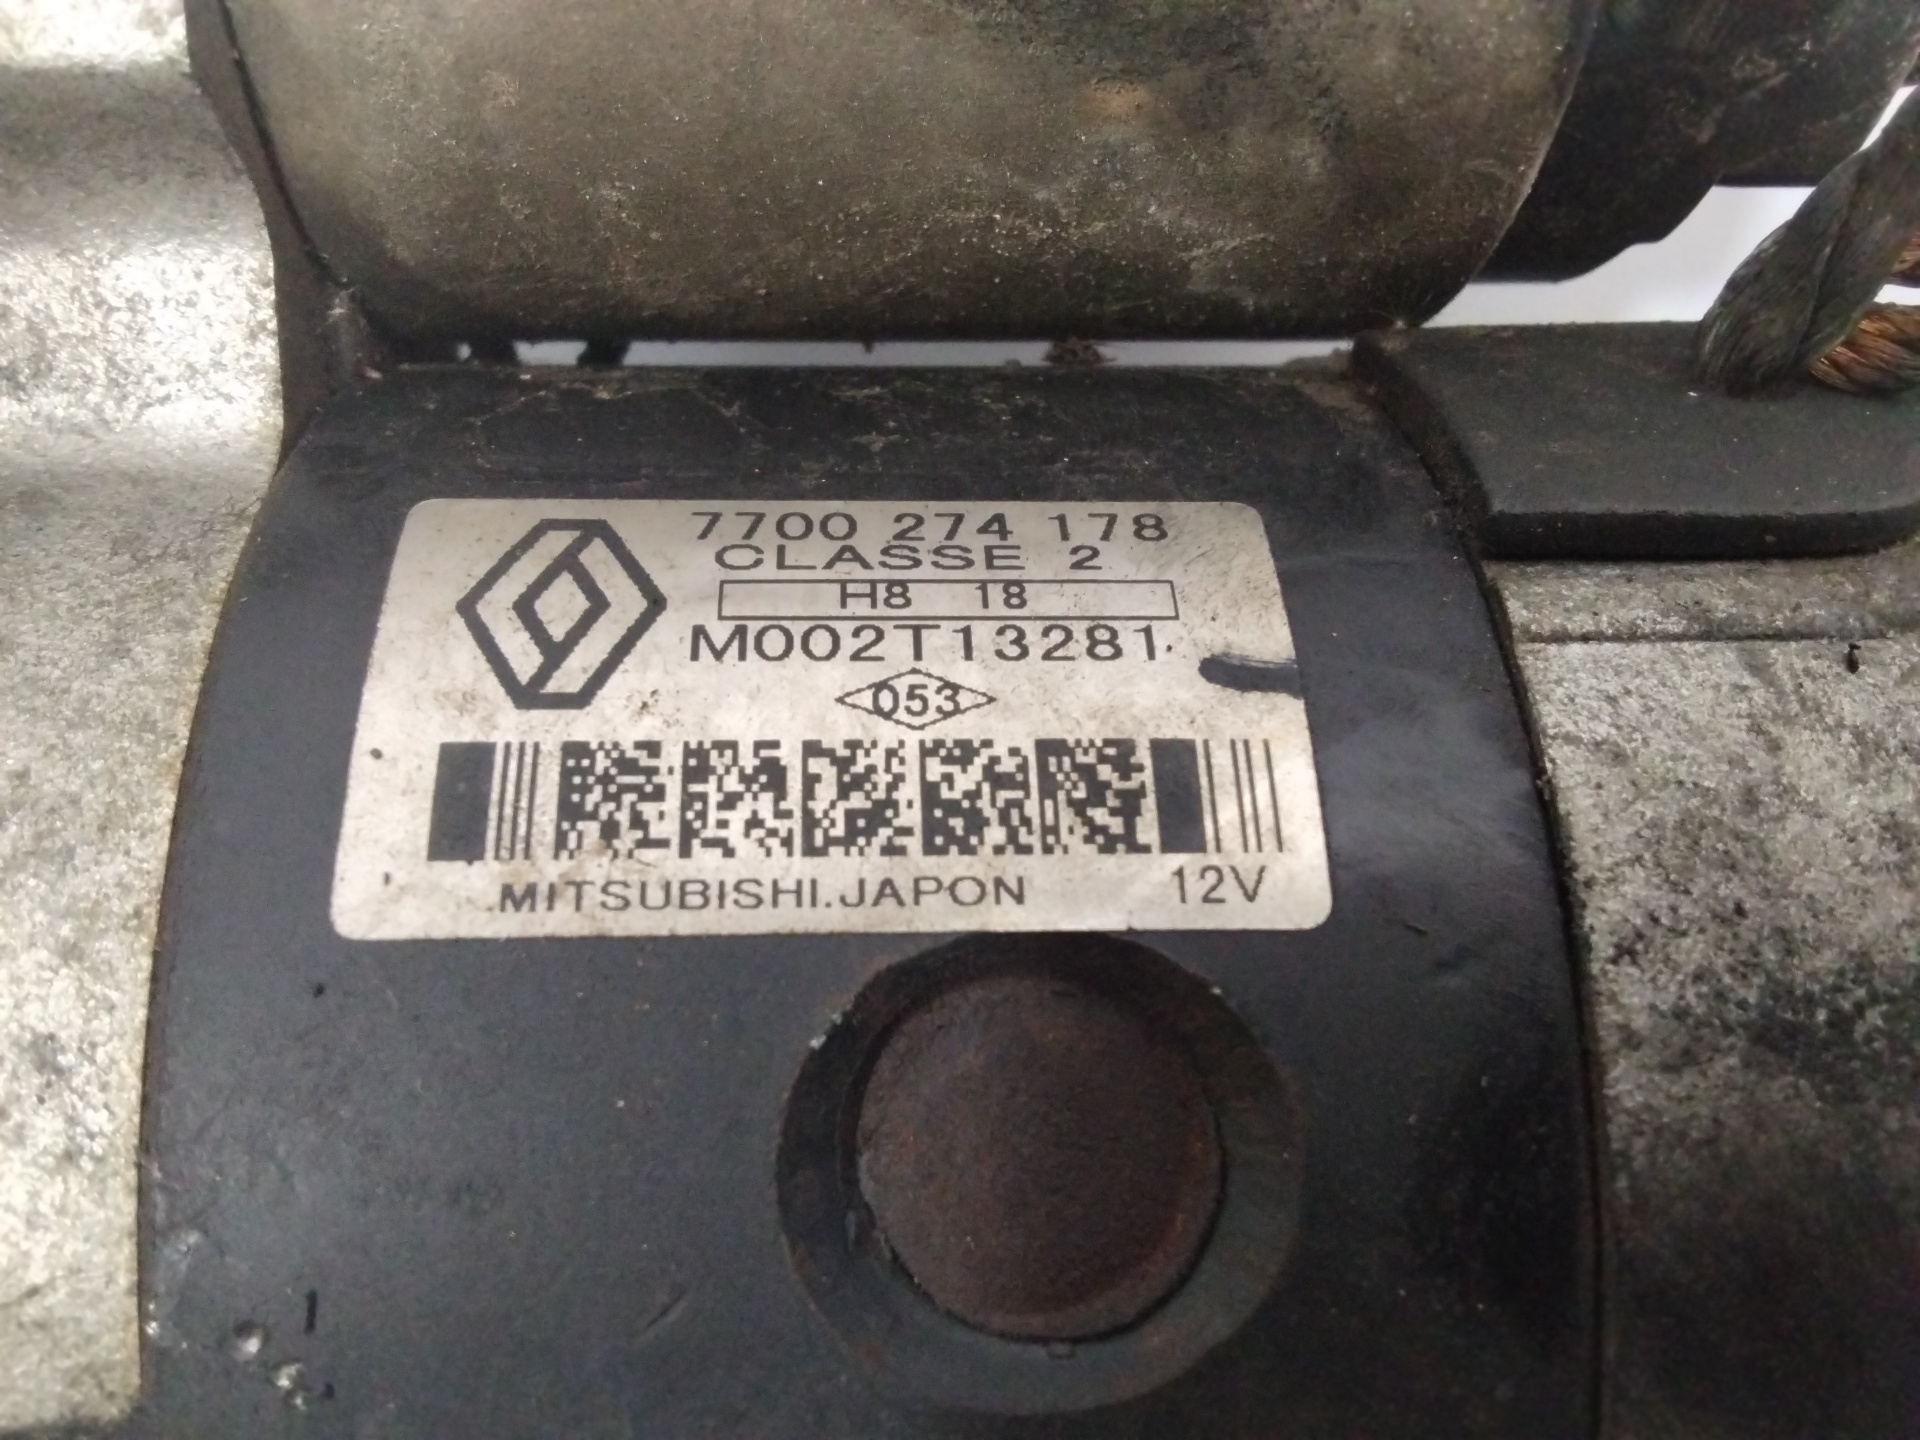 7700 274 178
CLASSE 2
H8 18
M002T13281
053
MITSUBISHI.JAPON 12V